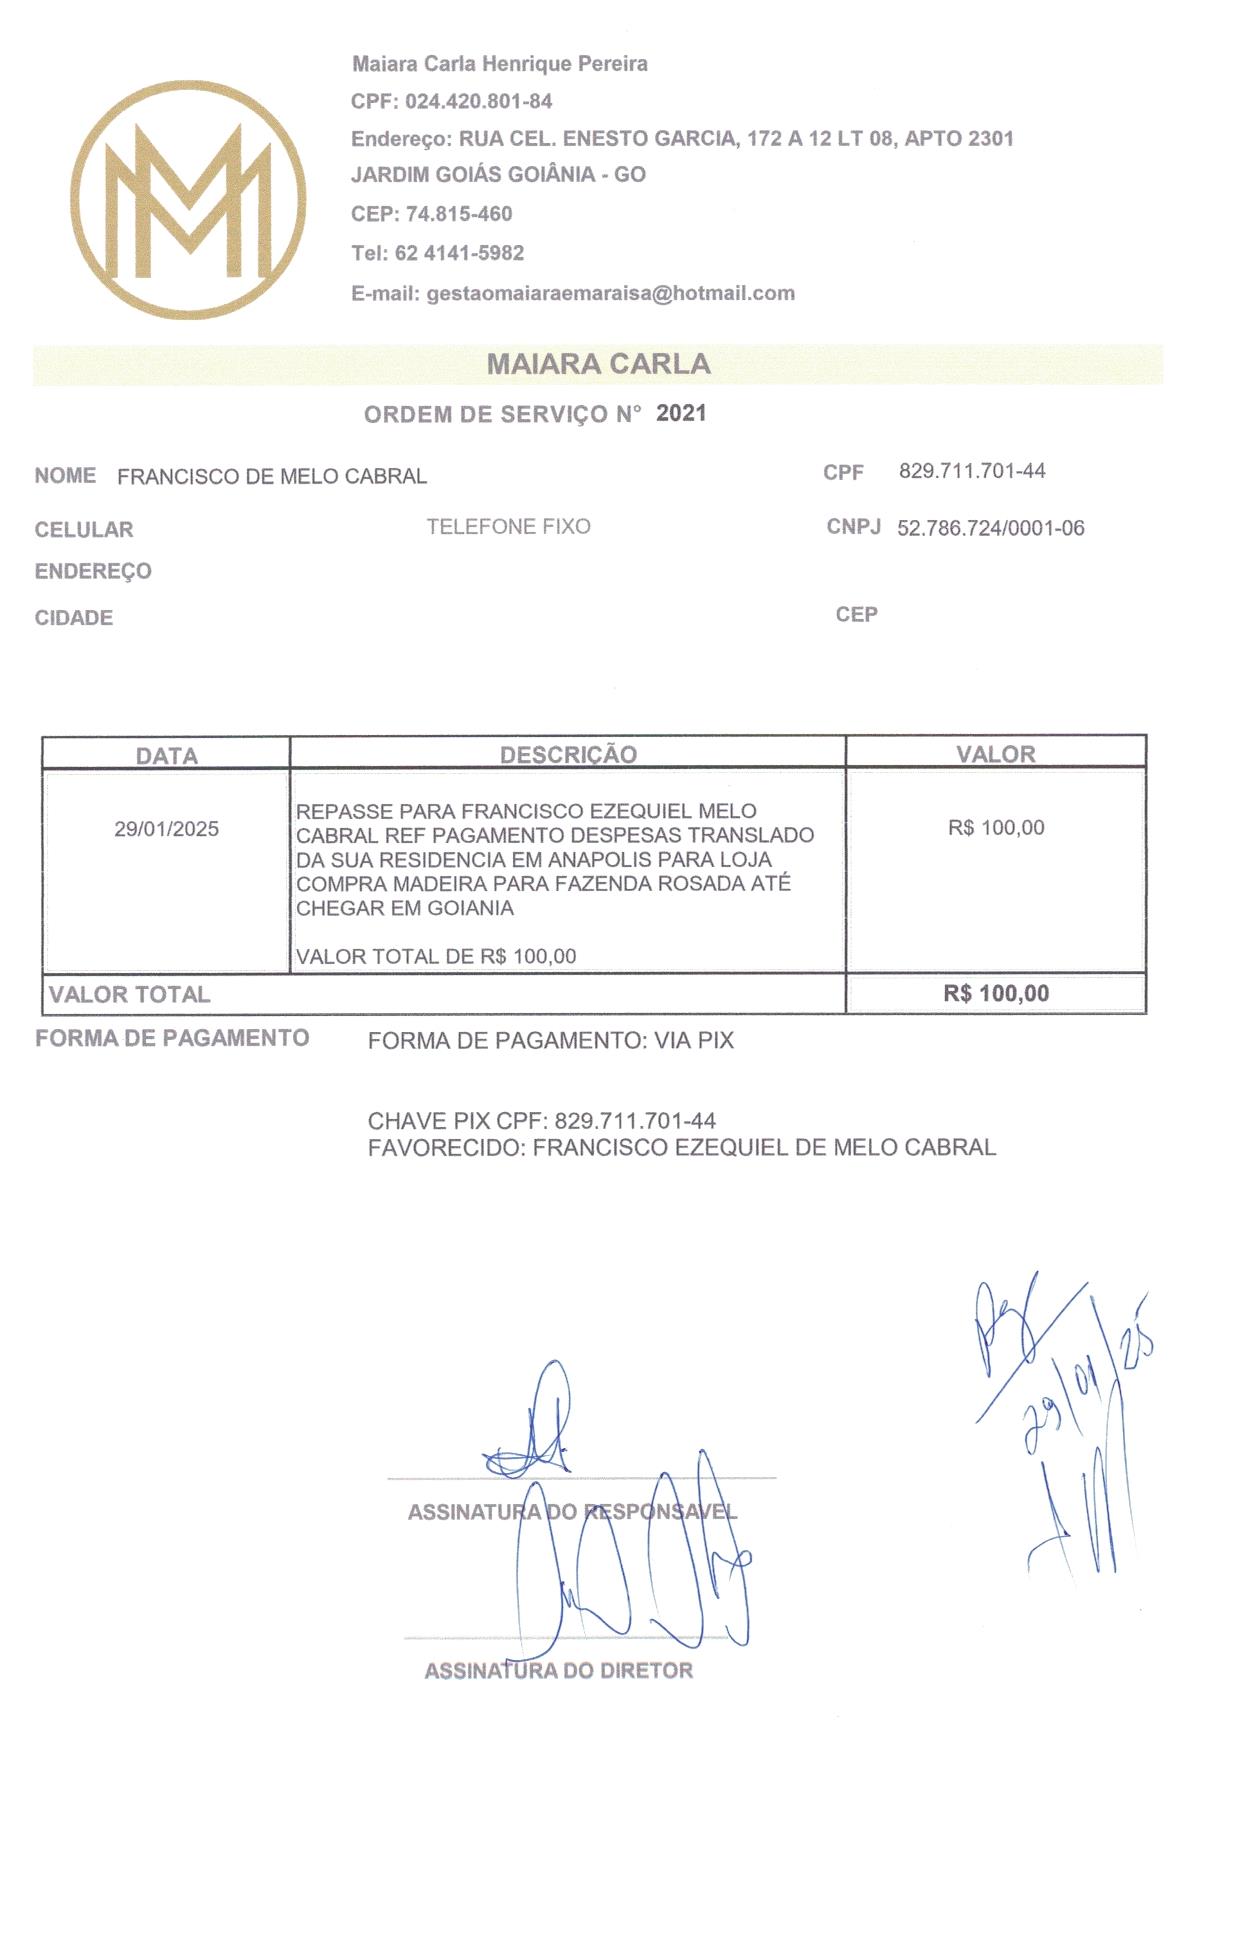 Maiara Carla Henrique Pereira
CPF: 024.420.801-84
Endereço: RUA CEL. ENESTO GARCIA, 172 A 12 LT 08, APTO 2301
JARDIM GOIÁS GOIÂNIA - GO
CEP: 74.815-460
Tel: 62 4141-5982
E-mail: gestaomaiaraemaraisa@hotmail.com
MAIARA CARLA
ORDEM DE SERVIÇO N° 2021
NOME FRANCISCO DE MELO CABRAL CPF 829.711.701-44
CELULAR TELEFONE FIXO CNPJ 52.786.724/0001-06
ENDEREÇO
CIDADE CEP
DATA DESCRIÇÃO VALOR
REPASSE PARA FRANCISCO EZEQUIEL MELO
29/01/2025 CABRAL REF PAGAMENTO DESPESAS TRANSLADO R$ 100,00
DA SUA RESIDENCIA EM ANAPOLIS PARA LOJA
COMPRA MADEIRA PARA FAZENDA ROSADA ATÉ
CHEGAR EM GOIANIA
VALOR TOTAL DE R$ 100,00
VALOR TOTAL R$ 100,00
FORMA DE PAGAMENTO FORMA DE PAGAMENTO: VIA PIX
CHAVE PIX CPF: 829.711.701-44
FAVORECIDO: FRANCISCO EZEQUIEL DE MELO CABRAL
29/01/25
ASSINATURA DO RESPONSAVEL
ASSINATURA DO DIRETOR